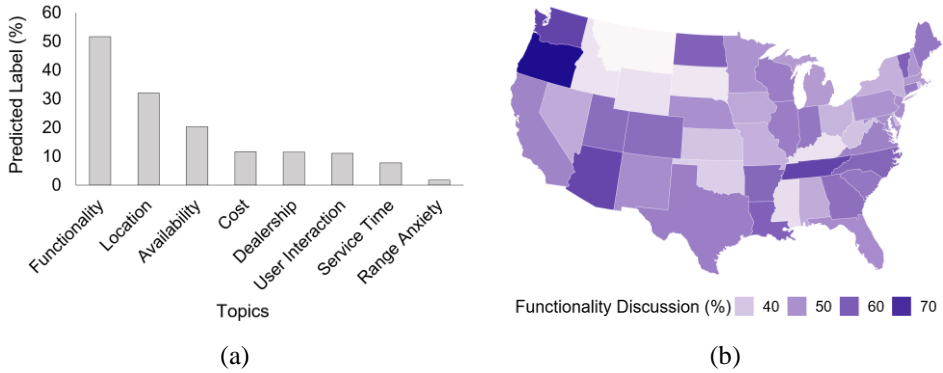 Predicted Label (%)
60
50
40
30
20
10
0
Functionality
Location
Availability
Cost
Dealership
User Interaction
Service Time
Range Anxiety
Topics
(a)
Functionality Discussion (%) 40 50 60 70
(b)